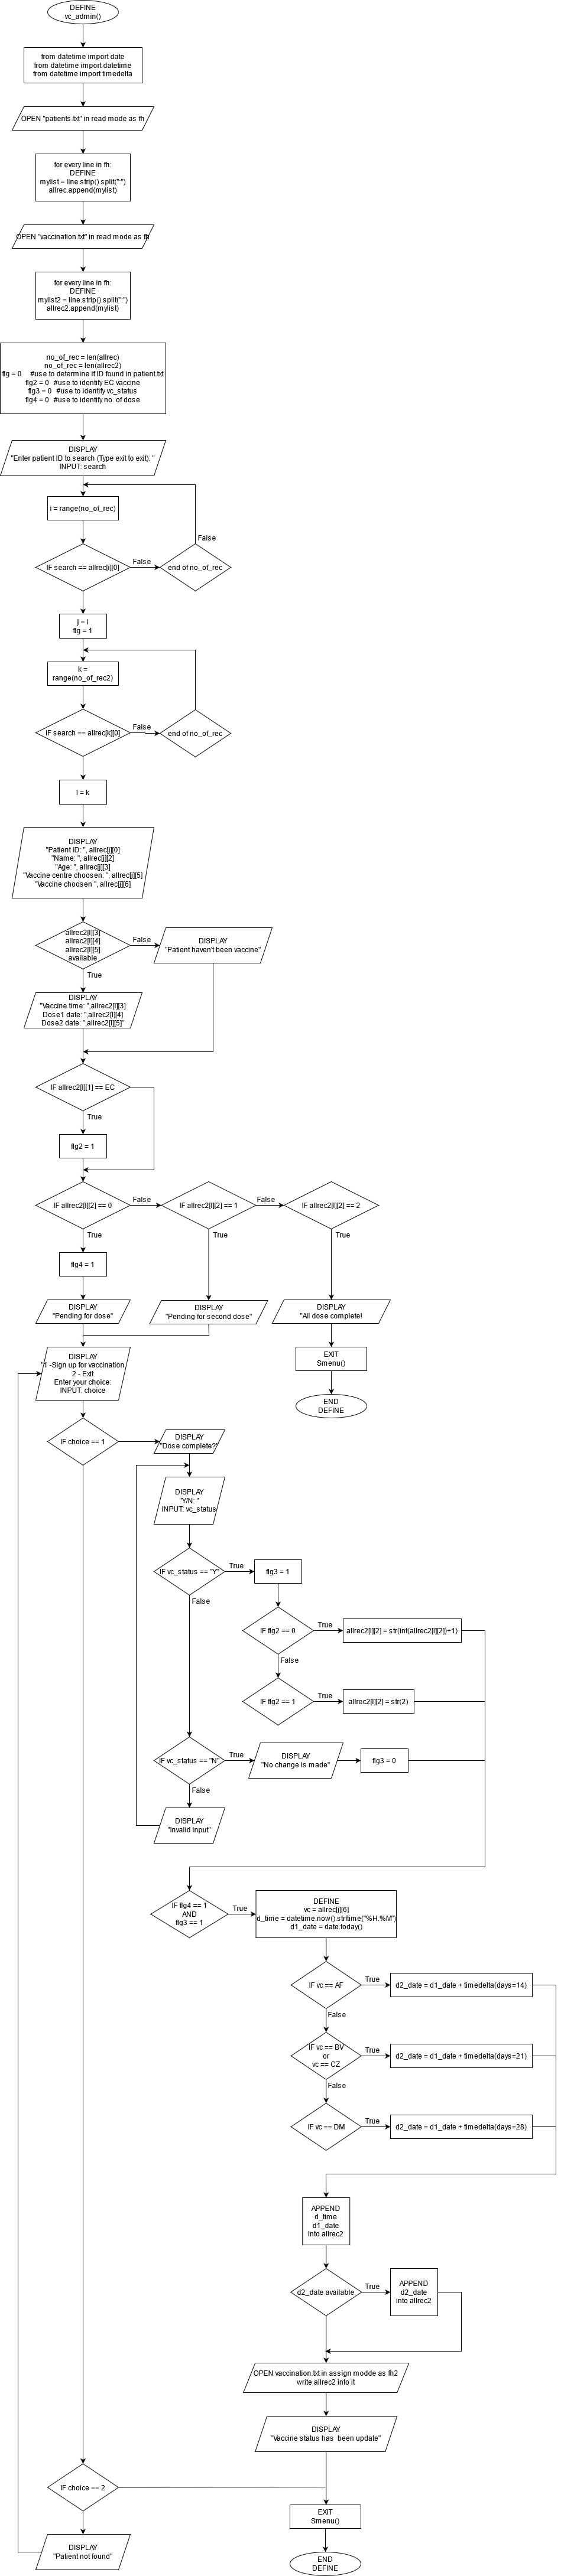 DEFINE
vc_admin()
from datetime import date
from datetime import datetime
from datetime import timedelta
OPEN "patients.txt" in read mode as fh
for every line in fh:
DEFINE
mylist = line.strip().split(":")
allrec.append(mylist)
OPEN "vaccination.txt" in read mode as fh
for every line in fh:
DEFINE
mylist2 = line.strip().split(":")
allrec2.append(mylist)
no_of_rec = len(allrec)
no_of_rec = len(allrec2)
flg = 0 #use to determine if ID found in patient.txt
flg2 = 0 #use to identify EC vaccine
flg3 = 0 #use to identify vc_status
flg4 = 0 #use to identify no. of dose
DISPLAY
"Enter patient ID to search (Type exit to exit): "
INPUT: search
i = range(no_of_rec)
False
IF search == allrec[i][0]
False
end of no_of_rec
j = i
flg = 1
k =
range(no_of_rec2)
IF search == allrec[k][0]
False
end of no_of_rec
l = k
DISPLAY
"Patient ID: ", allrec[j][0]
"Name: ", allrec[j][2]
"Age: ", allrec[j][3]
"Vaccine centre choosen: ", allrec[j][5]
"Vaccine choosen ", allrec[j][6]
allrec2[l][3]
allrec2[l][4]
allrec2[l][5]
available
False
DISPLAY
"Patient haven't been vaccine"
True
DISPLAY
"Vaccine time: ",allrec2[l][3]
Dose1 date: ",allrec2[l][4]
Dose2 date: ",allrec2[l][5]"
IF allrec2[l][1] == EC
True
flg2 = 1
IF allrec2[l][2] == 0
False
IF allrec2[l][2] == 1
False
IF allrec2[l][2] == 2
True
True
True
flg4 = 1
DISPLAY
"Pending for dose"
DISPLAY
"Pending for second dose"
DISPLAY
"All dose complete!
EXIT
Smenu()
END
DEFINE
DISPLAY
"1 -Sign up for vaccination
2 - Exit
Enter your choice:
INPUT: choice
IF choice == 1
DISPLAY
"Dose complete?"
DISPLAY
"Y/N: "
INPUT: vc_status
IF vc_status == "Y"
True
flg3 = 1
False
IF flg2 == 0
True
allrec2[l][2] = str(int(allrec2[l][2])+1)
False
IF flg2 == 1
True
allrec2[l][2] = str(2)
IF vc_status == "N"
True
DISPLAY
"No change is made"
flg3 = 0
False
DISPLAY
"Invalid input"
IF flg4 == 1
AND
flg3 == 1
True
DEFINE
vc = allrec[j][6]
d_time = datetime.now().strftime("%H.%M")
d1_date = date.today()
IF vc == AF
True
d2_date = d1_date + timedelta(days=14)
False
IF vc == BV
or
vc == CZ
True
d2_date = d1_date + timedelta(days=21)
False
IF vc == DM
True
d2_date = d1_date + timedelta(days=28)
APPEND
d_time
d1_date
into allrec2
d2_date available
True
APPEND
d2_date
into allrec2
OPEN vaccination.txt in assign modde as fh2
write allrec2 into it
DISPLAY
"Vaccine status has been update"
IF choice == 2
EXIT
Smenu()
DISPLAY
"Patient not found"
END
DEFINE